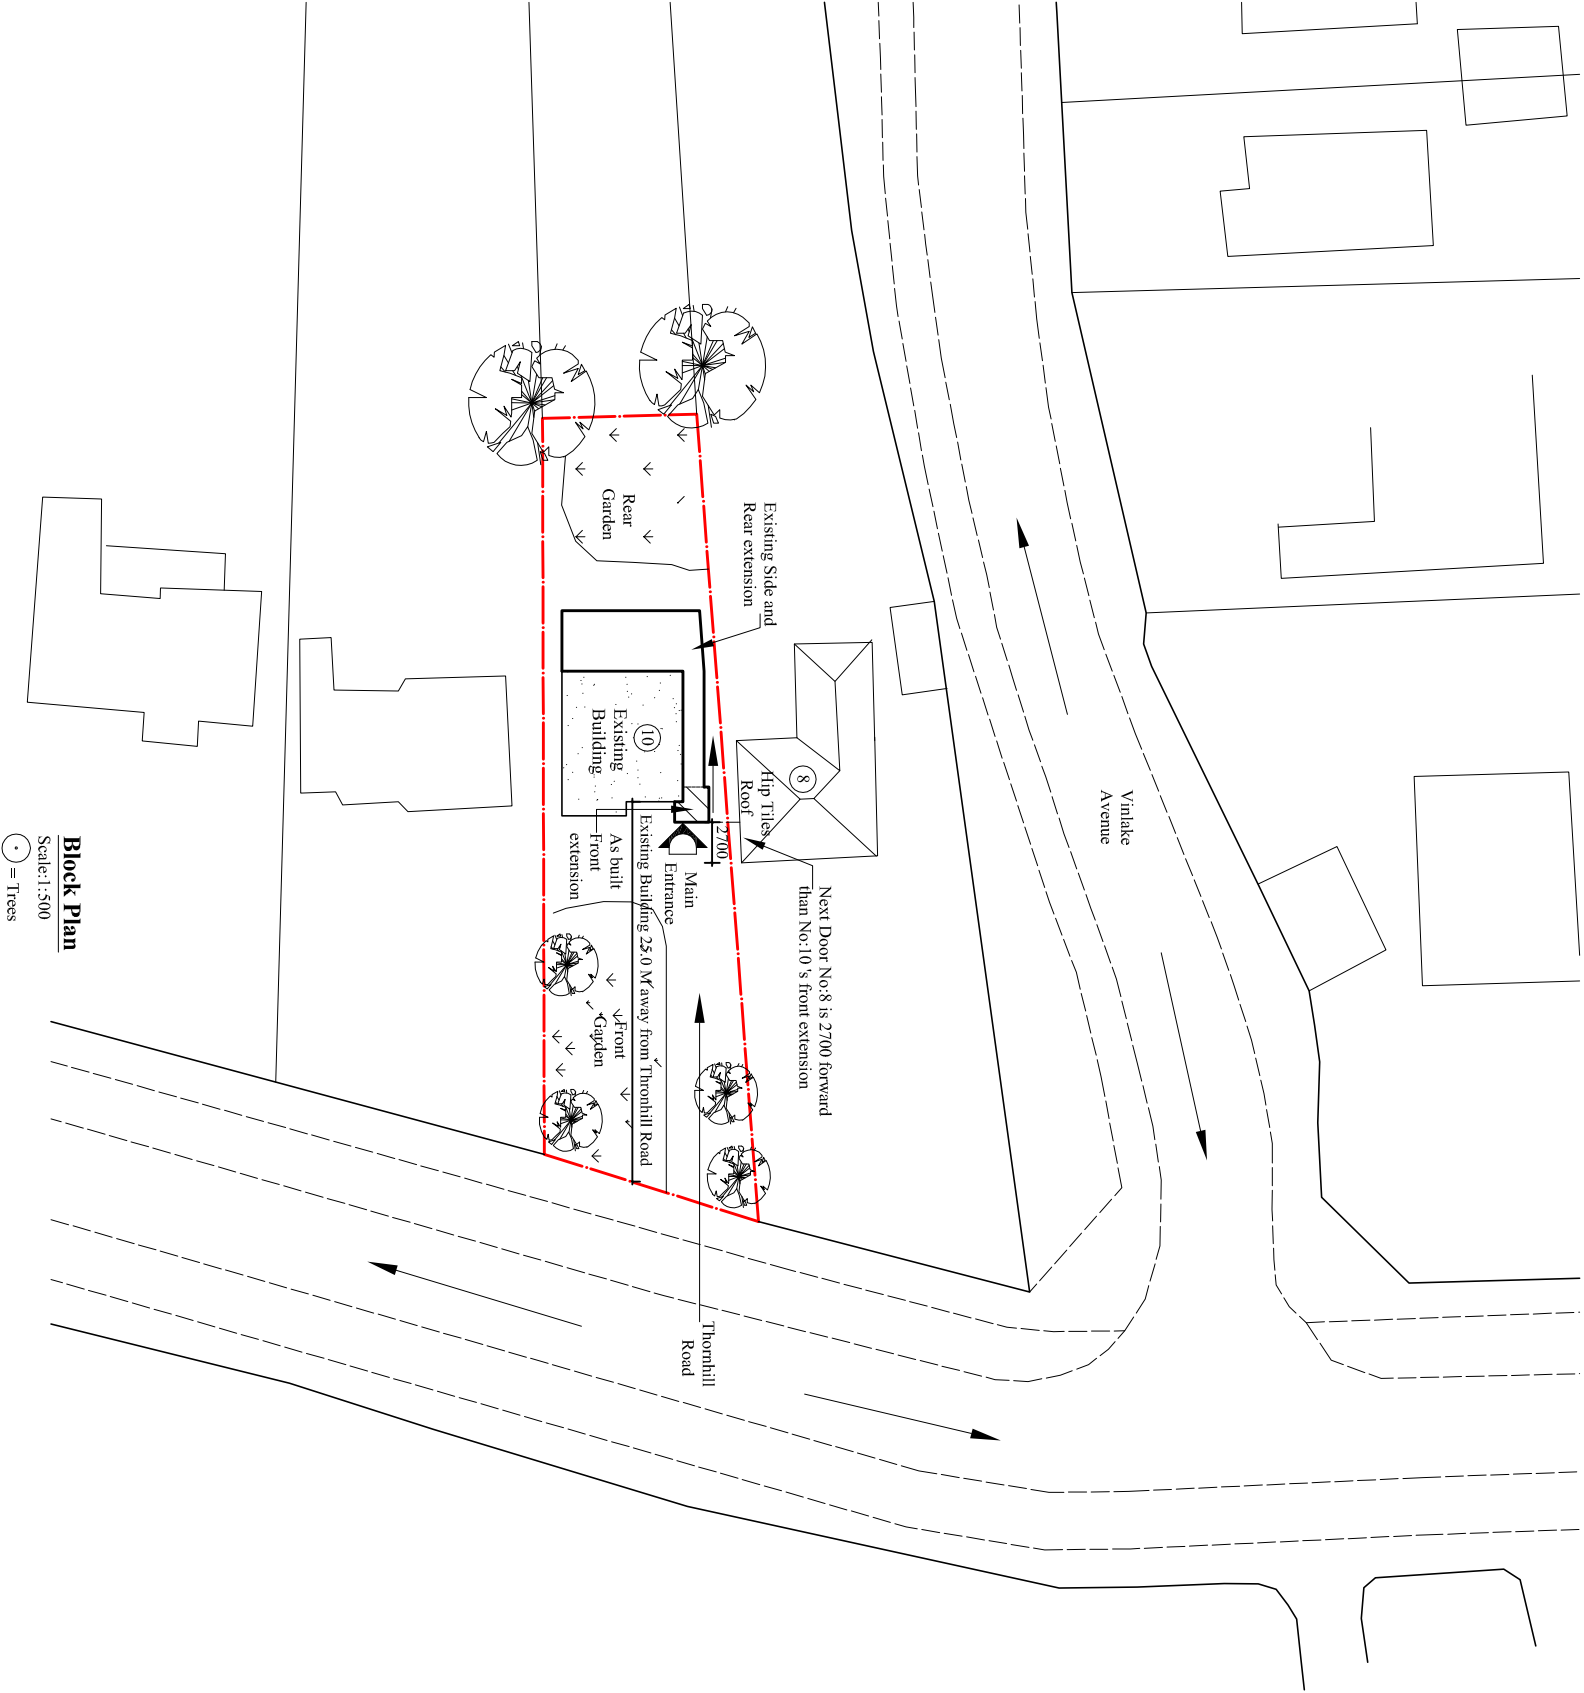 Vinlake
Avenue
Existing Side and
Rear extension
Rear
Garden
8
Hip Tiles
Roof
10
Existing
Building
2700
Next Door No:8 is 2700 forward
than No:10 's front extension
Main
Entrance
As built
Front
extension
Existing Building 25.0 M away from Thronhill Road
Front
Garden
Thornhill
Road
Block Plan
Scale:1:500
= Trees